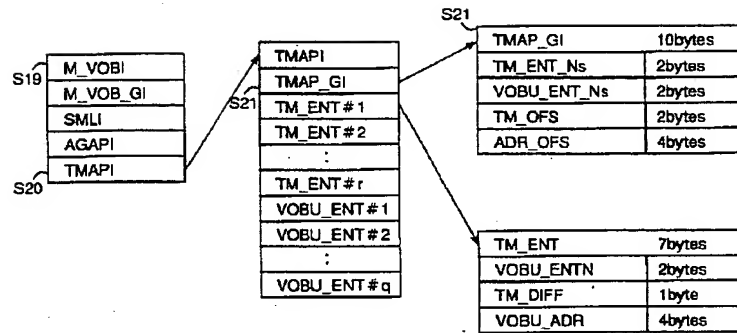 S19
M_VOBI
M_VOB_GI
SMLI
AGAPI
TMAPI
S20
TMAPI
TMAP_GI
S21
TM_ENT#1
TM_ENT#2
:
TM_ENT#r
VOBU_ENT#1
VOBU_ENT#2
:
VOBU_ENT#q
S21
TMAP_GI 10bytes
TM_ENT_Ns 2bytes
VOBU_ENT_Ns 2bytes
TM_OFS 2bytes
ADR_OFS 4bytes
TM_ENT 7bytes
VOBU_ENTN 2bytes
TM_DIFF 1byte
VOBU_ADR 4bytes